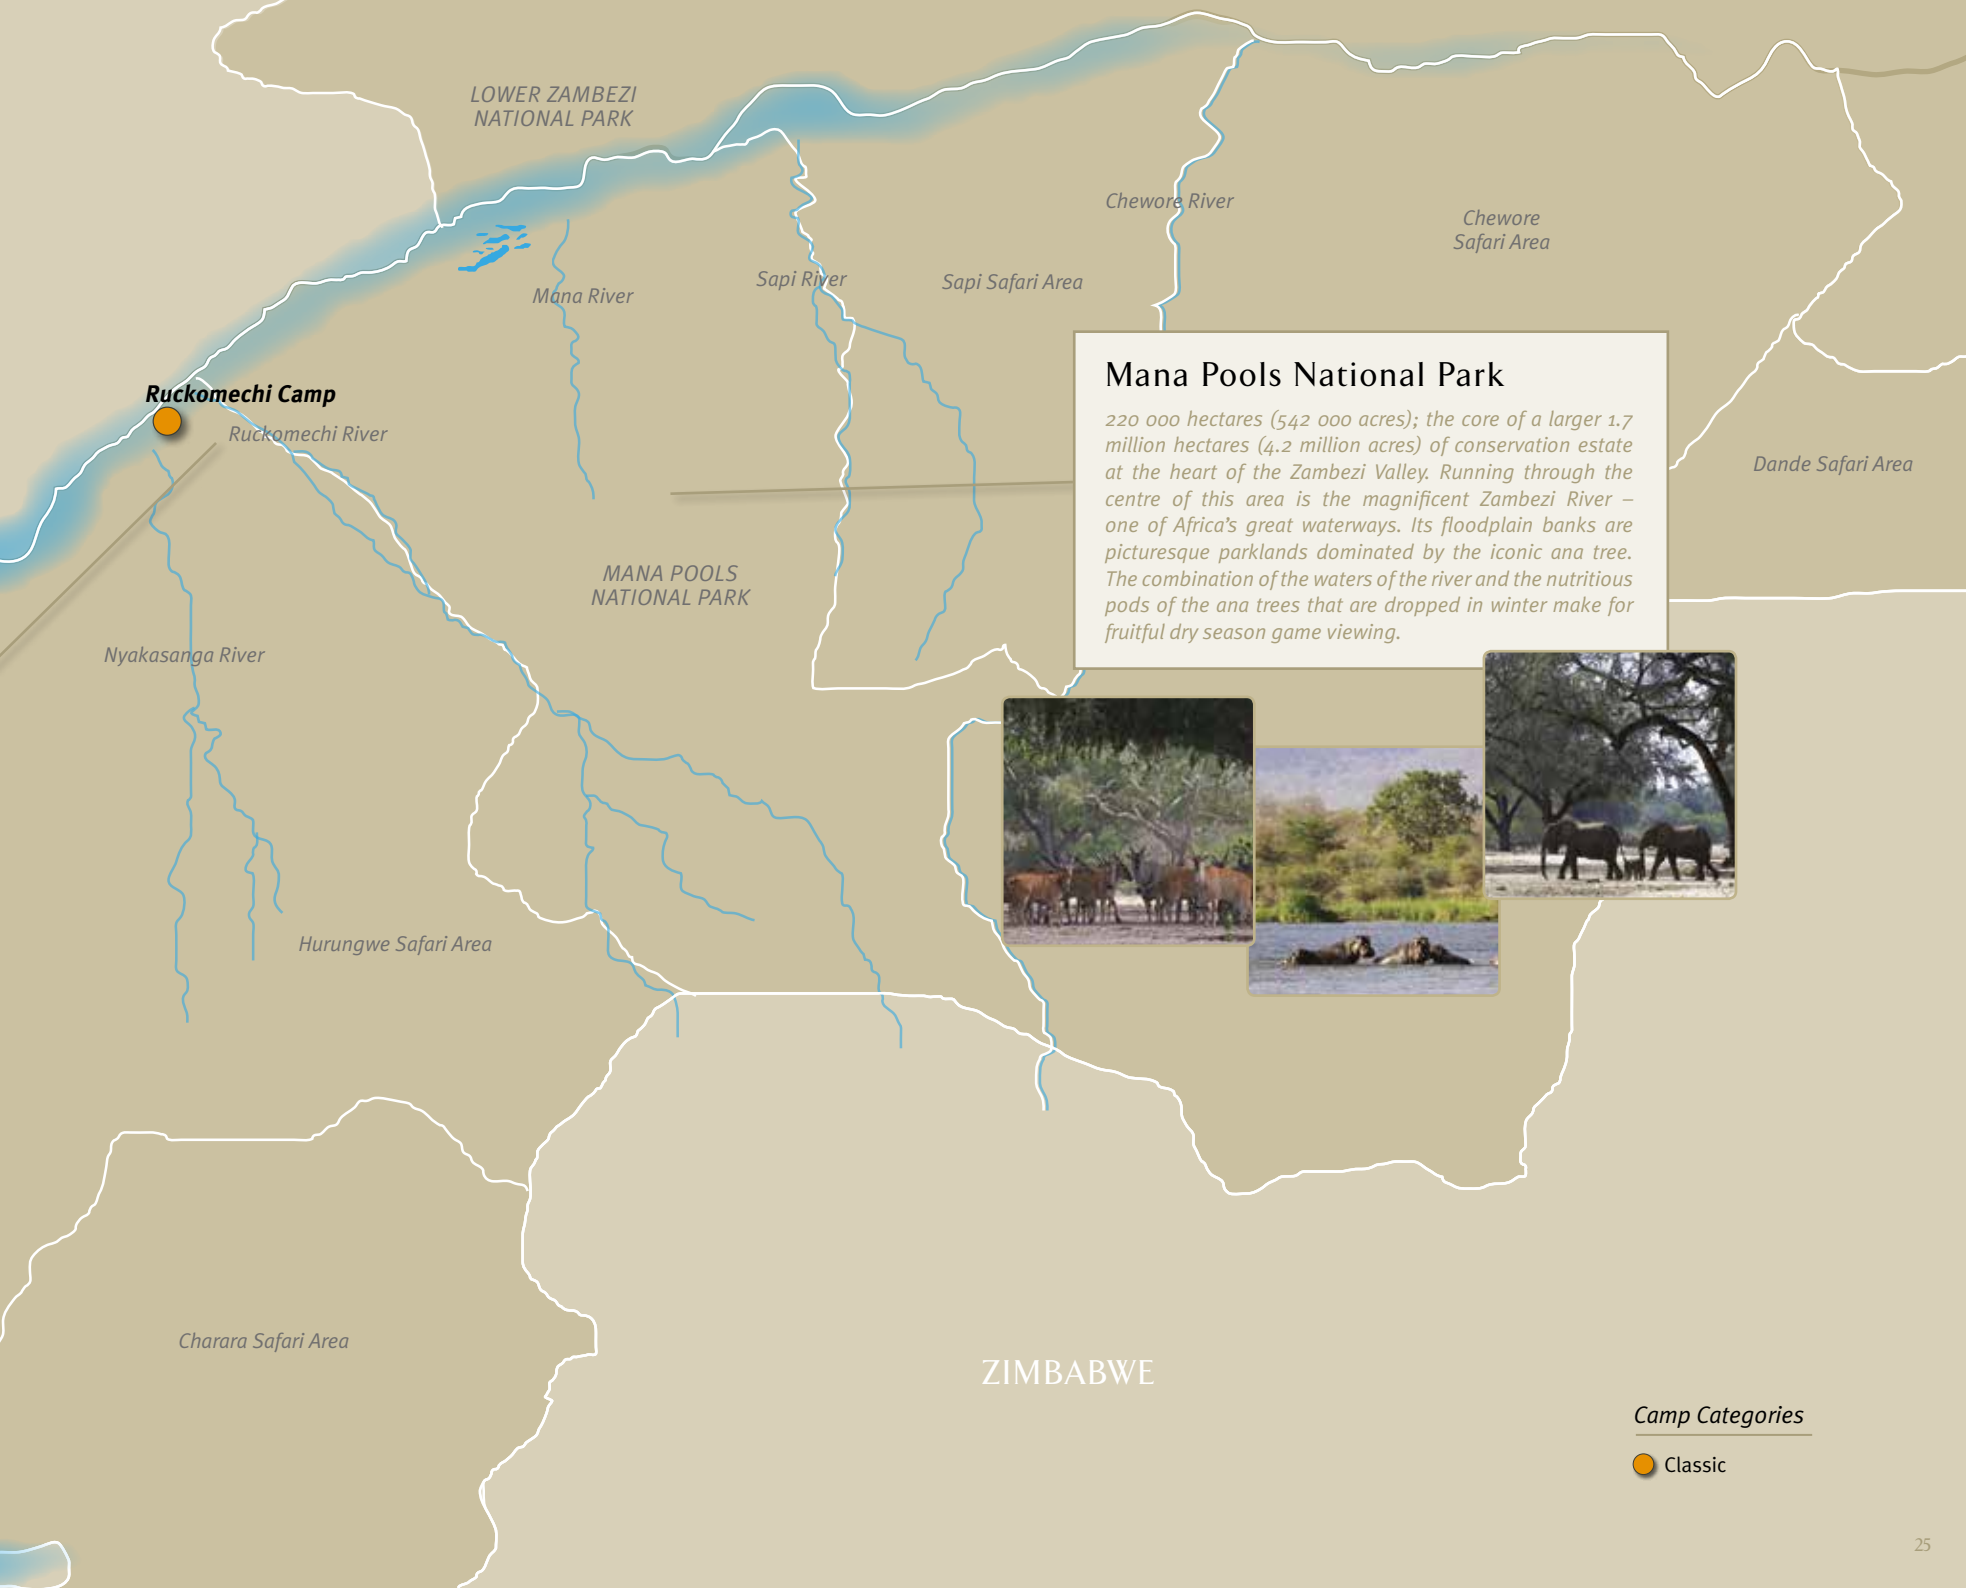 LOWER ZAMBEZI
NATIONAL PARK
Chewore River
Chewore
Safari Area
Mana River
Sapi River
Sapi Safari Area
Ruckomechi Camp
Ruckomechi River
Mana Pools National Park
220 000 hectares (542 000 acres); the core of a larger 1.7
million hectares (4.2 million acres) of conservation estate
at the heart of the Zambezi Valley. Running through the
centre of this area is the magnificent Zambezi River –
one of Africa’s great waterways. Its floodplain banks are
picturesque parklands dominated by the iconic ana tree.
The combination of the waters of the river and the nutritious
pods of the ana trees that are dropped in winter make for
fruitful dry season game viewing.
Dande Safari Area
MANA POOLS
NATIONAL PARK
Nyakasanga River
Hurungwe Safari Area
Charara Safari Area
ZIMBABWE
Camp Categories
Classic
25